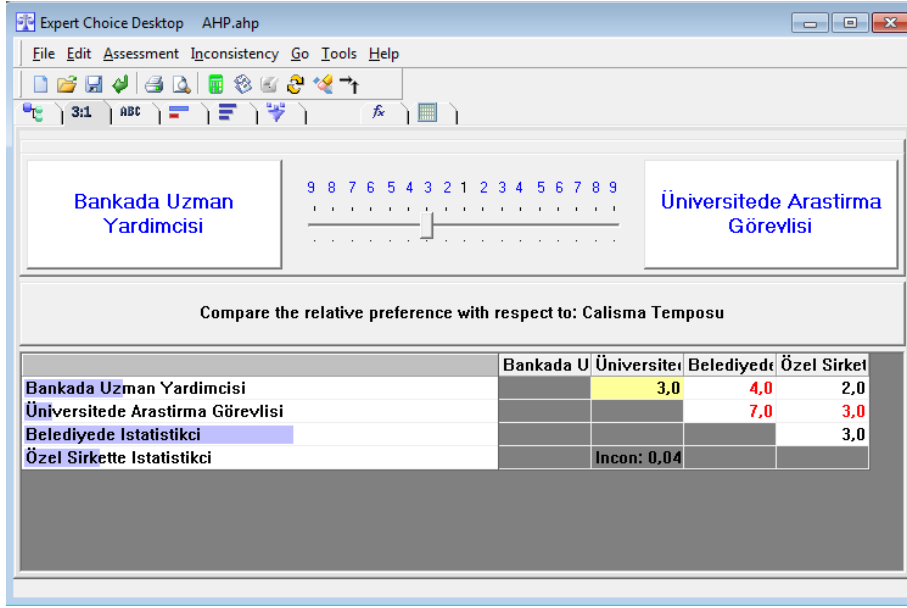 Expert Choice Desktop AHP.ahp
File Edit Assessment Inconsistency Go Tools Help
3:1 ABC fx
Bankada Uzman
Yardimcisi
9 8 7 6 5 4 3 2 1 2 3 4 5 6 7 8 9
Üniversitede Arastirma
Görevlisi
Compare the relative preference with respect to: Calisma Temposu
Bankada U Üniversite Belediyede Özel Sirket
Bankada Uzman Yardimcisi 3,0 4,0 2,0
Üniversitede Arastirma Görevlisi 7,0 3,0
Belediyede Istatistikci 3,0
Özel Sirkette Istatistikci Incon: 0,04